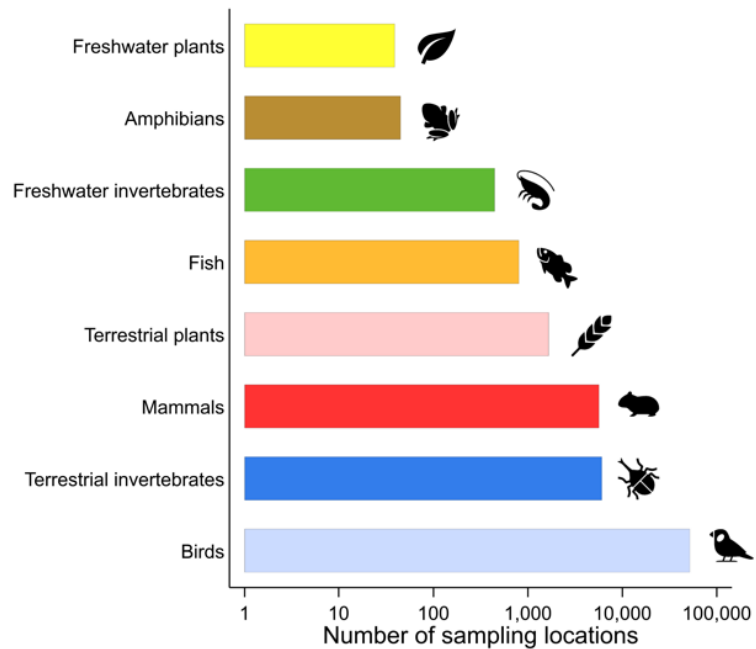 Freshwater plants
Amphibians
Freshwater invertebrates
Fish
Terrestrial plants
Mammals
Terrestrial invertebrates
Birds
1 10 100 1,000 10,000 100,000
Number of sampling locations